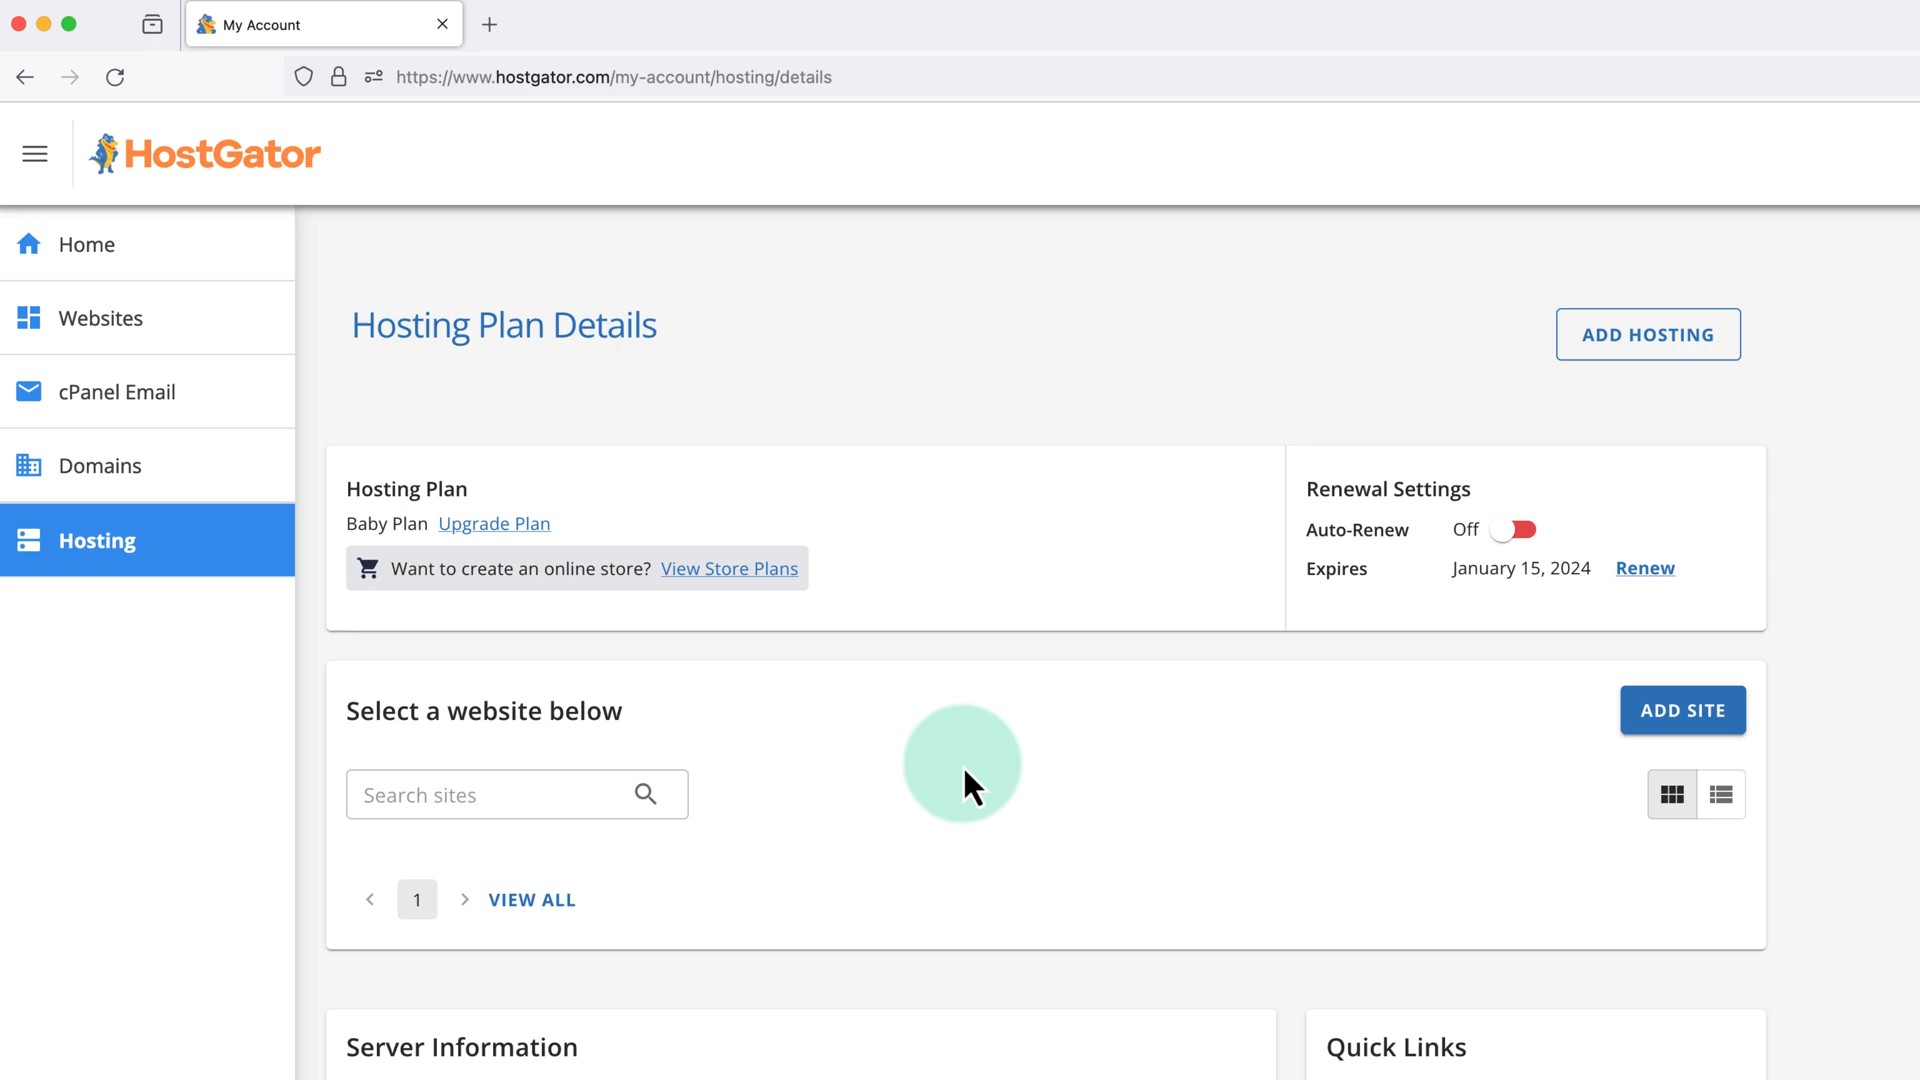 My Account
https://www.hostgator.com/my-account/hosting/details
HostGator
Home
Websites
cPanel Email
Domains
Hosting
Hosting Plan Details
ADD HOSTING
Hosting Plan
Baby Plan Upgrade Plan
Want to create an online store? View Store Plans
Renewal Settings
Auto-Renew Off
Expires January 15, 2024 Renew
Select a website below
ADD SITE
Search sites
1 VIEW ALL
Server Information
Quick Links